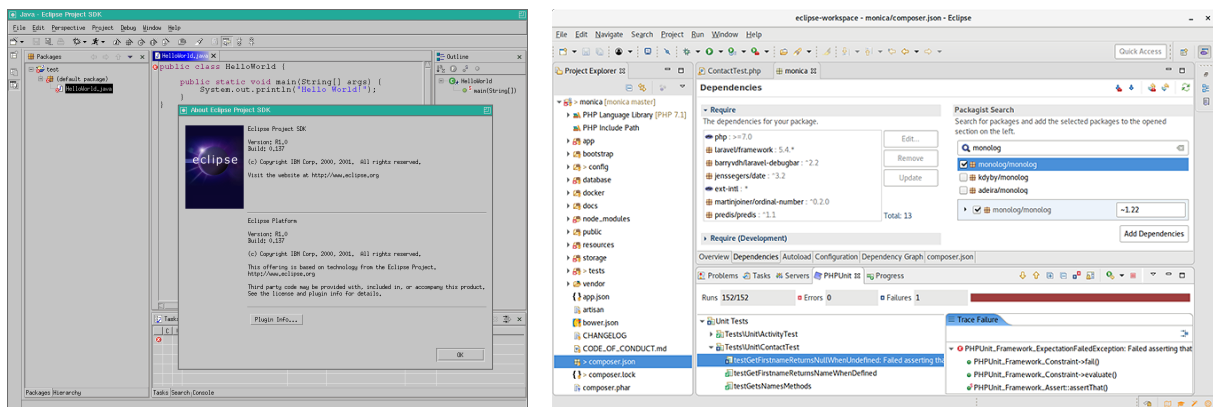 Java - Eclipse Project SDK
File Edit Perspective Project Debug Window Help
Packages
test
(default package)
HelloWorld.java
Packages Hierarchy
HelloWorld.java
public class HelloWorld {
public static void main(String[] args) {
System.out.println("Hello World!");
}
}
Outline
HelloWorld
main(String[])
About Eclipse Project SDK
eclipse
Eclipse Project SDK
Version: R1.0
Build: 0.137
(c) Copyright IBM Corp. 2000, 2001. All rights reserved.
Visit the website at http://www.eclipse.org
Eclipse Platform
Version: R1.0
Build: 0.137
(c) Copyright IBM Corp. 2000, 2001. All rights reserved.
This offering is based on technology from the Eclipse Project.
http://www.eclipse.org
Third party code may be provided with, included in, or accompany this product.
See the license and plugin info for details.
Plugin Info...
OK
Tasks Search Console
eclipse-workspace - monica/composer.json - Eclipse
File Edit Navigate Search Project Run Window Help
Quick Access
Project Explorer
> monica [monica master]
PHP Language Library [PHP 7.1]
PHP Include Path
app
bootstrap
> config
database
docker
docs
node_modules
public
resources
storage
> tests
vendor
app.json
artisan
bower.json
CHANGELOG
CODE_OF_CONDUCT.md
> composer.json
> composer.lock
composer.phar
ContactTest.php
monica
Dependencies
Require
The dependencies for your package.
php : >=7.0
laravel/framework : 5.4.*
barryvdh/laravel-debugbar : ^2.2
jenssegers/date : ^3.2
ext-intl : *
martinjoiner/ordinal-number : ^0.2.0
predis/predis : ^1.1
Edit...
Remove
Update
Total: 13
Require (Development)
Packagist Search
Search for packages and add the selected packages to the opened
section on the left.
monolog
monolog/monolog
kdyby/monolog
adeira/monolog
monolog/monolog
~1.22
Add Dependencies
Overview Dependencies Autoload Configuration Dependency Graph composer.json
Problems Tasks Servers PHPUnit Progress
Runs 152/152 Errors 0 Failures 1
Unit Tests
Tests\Unit\ActivityTest
Tests\Unit\ContactTest
testGetFirstnameReturnsNullWhenUndefined: Failed asserting tha
testGetFirstnameReturnsNameWhenDefined
testGetsNamesMethods
Trace Failure
PHPUnit_Framework_ExpectationFailedException: Failed asserting that
PHPUnit_Framework_Constraint->fail()
PHPUnit_Framework_Constraint->evaluate()
PHPUnit_Framework_Assert::assertThat()